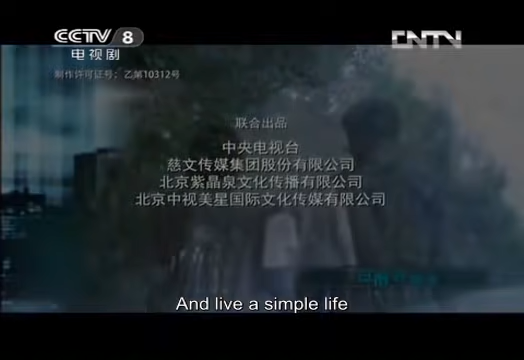 CCTV 8
CNTV
电视剧
制作许可证号：乙第10312号
联合出品
中央电视台
慈文传媒集团股份有限公司
北京紫晶泉文化传播有限公司
北京中视美星国际文化传媒有限公司
And live a simple life